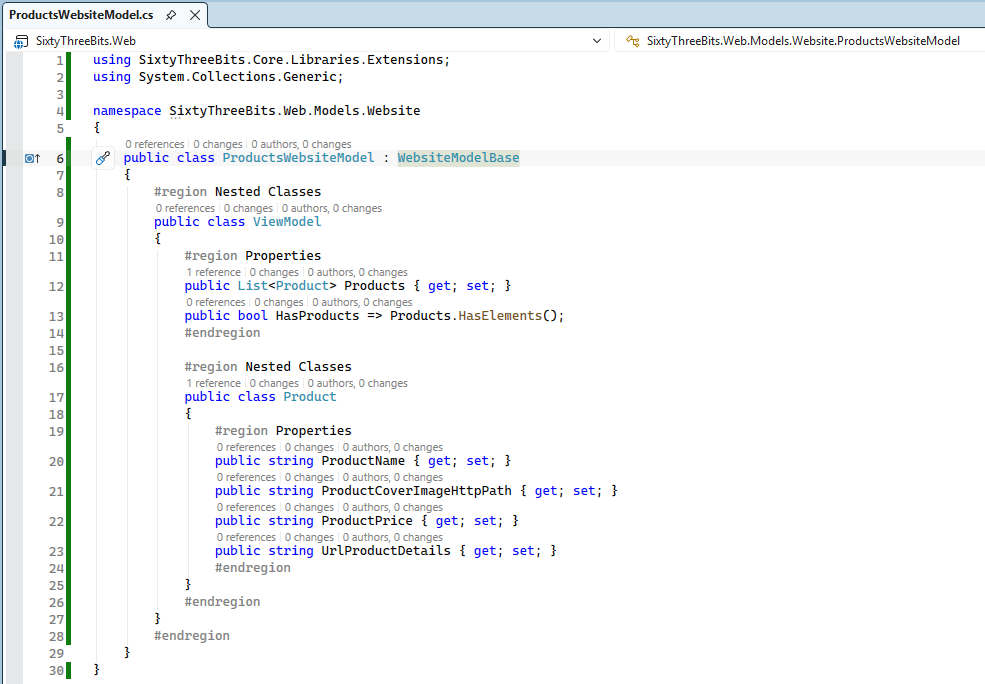 ProductsWebsiteModel.cs
SixtyThreeBits.Web SixtyThreeBits.Web.Models.Website.ProductsWebsiteModel
1 using SixtyThreeBits.Core.Libraries.Extensions;
2 using System.Collections.Generic;
3
4 namespace SixtyThreeBits.Web.Models.Website
5 {
0 references | 0 changes | 0 authors, 0 changes
6 public class ProductsWebsiteModel : WebsiteModelBase
7 {
8 #region Nested Classes
0 references | 0 changes | 0 authors, 0 changes
9 public class ViewModel
10 {
11 #region Properties
1 reference | 0 changes | 0 authors, 0 changes
12 public List<Product> Products { get; set; }
0 references | 0 changes | 0 authors, 0 changes
13 public bool HasProducts => Products.HasElements();
14 #endregion
15
16 #region Nested Classes
1 reference | 0 changes | 0 authors, 0 changes
17 public class Product
18 {
19 #region Properties
0 references | 0 changes | 0 authors, 0 changes
20 public string ProductName { get; set; }
0 references | 0 changes | 0 authors, 0 changes
21 public string ProductCoverImageHttpPath { get; set; }
0 references | 0 changes | 0 authors, 0 changes
22 public string ProductPrice { get; set; }
0 references | 0 changes | 0 authors, 0 changes
23 public string UrlProductDetails { get; set; }
24 #endregion
25 }
26 #endregion
27 }
28 #endregion
29 }
30 }